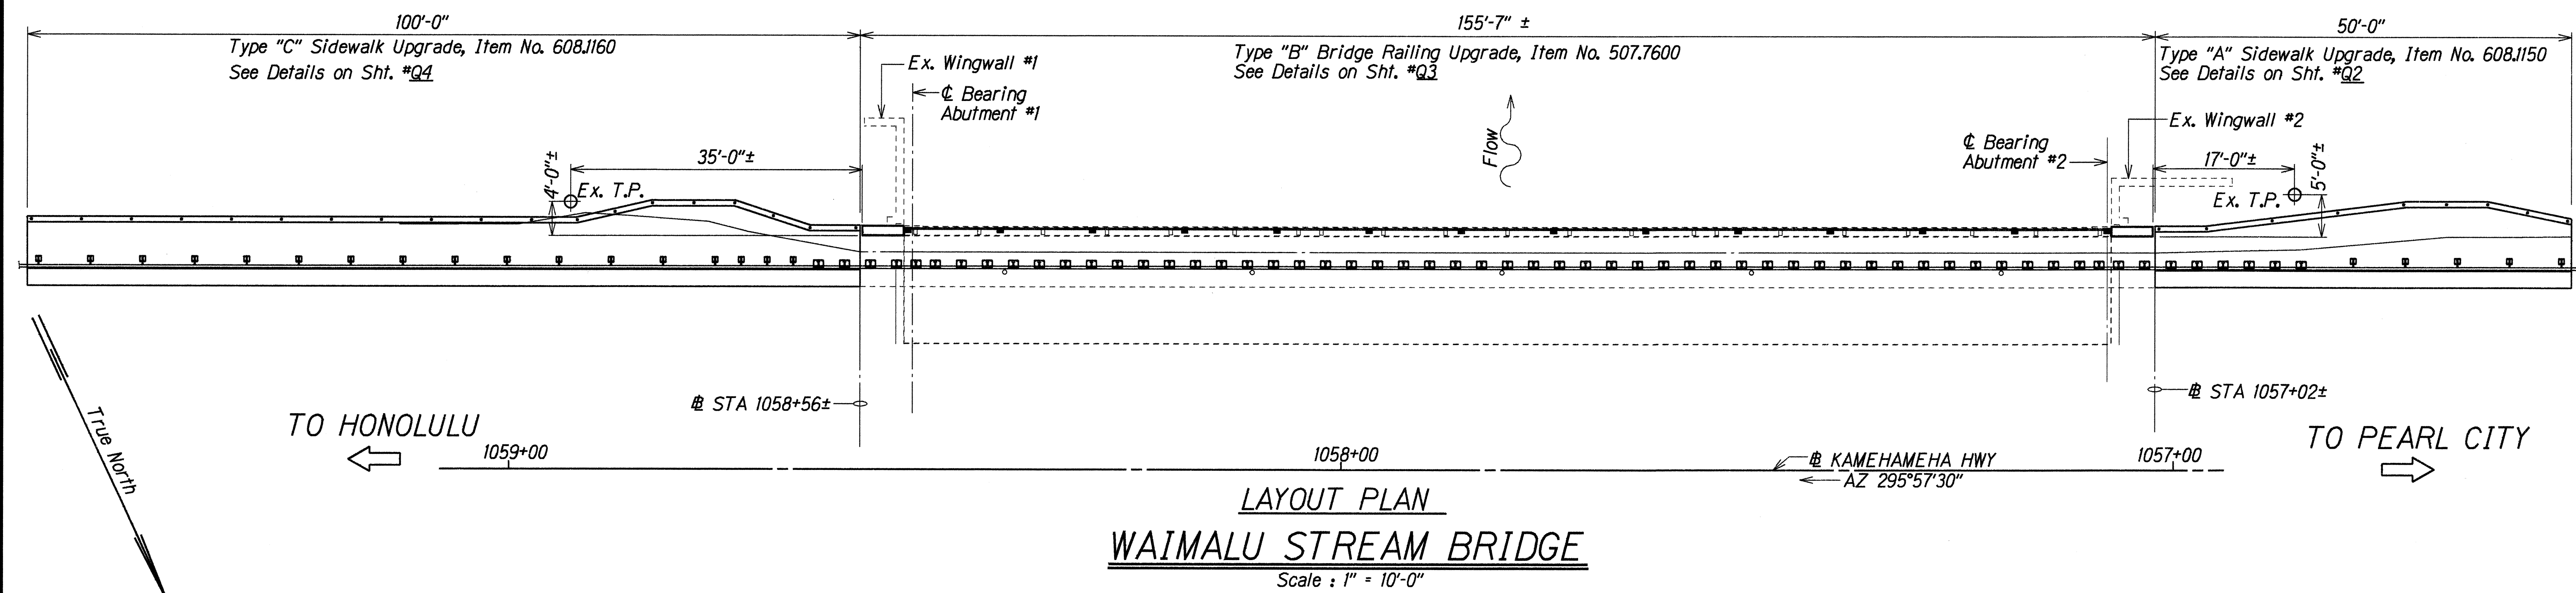 100'-0"
155'-7" ±
50'-0"
Type "C" Sidewalk Upgrade, Item No. 608.1160
See Details on Sht. #Q4
Type "B" Bridge Railing Upgrade, Item No. 507.7600
See Details on Sht. #Q3
Type "A" Sidewalk Upgrade, Item No. 608.1150
See Details on Sht. #Q2
Ex. Wingwall #1
℄ Bearing
Abutment #1
Flow
℄ Bearing
Abutment #2
Ex. Wingwall #2
35'-0"±
4'-0"±
Ex. T.P.
17'-0"±
5'-0"±
Ex. T.P.
True North
TO HONOLULU
℄ STA 1058+56±
℄ STA 1057+02±
TO PEARL CITY
1059+00
1058+00
1057+00
℄ KAMEHAMEHA HWY
AZ 295°57'30"
LAYOUT PLAN
WAIMALU STREAM BRIDGE
Scale : 1" = 10'-0"